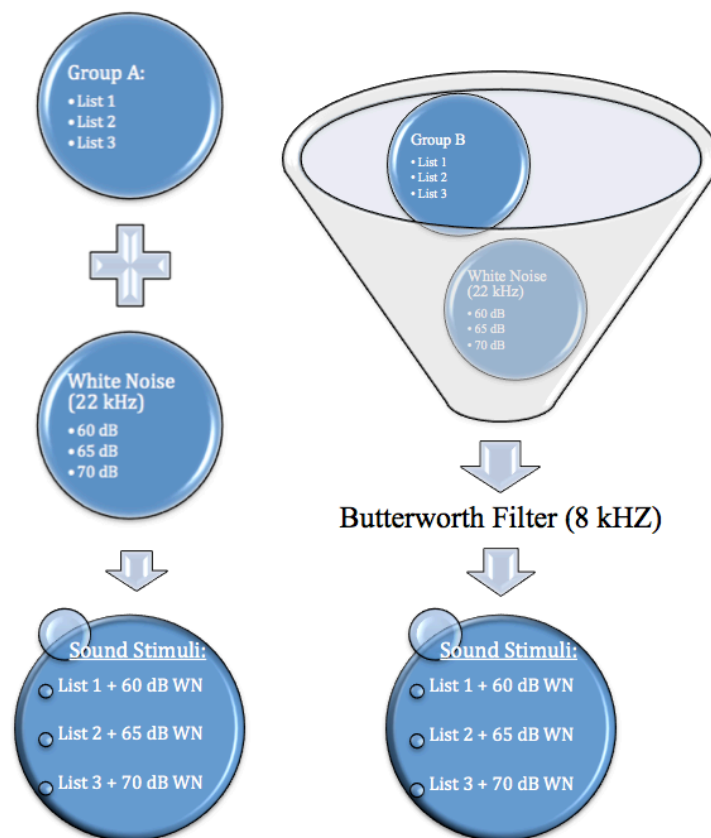 Group A:
• List 1
• List 2
• List 3
White Noise
(22 kHz)
• 60 dB
• 65 dB
• 70 dB
Sound Stimuli:
List 1 + 60 dB WN
List 2 + 65 dB WN
List 3 + 70 dB WN
Group B
• List 1
• List 2
• List 3
White Noise
(22 kHz)
• 60 dB
• 65 dB
• 70 dB
Butterworth Filter (8 kHZ)
Sound Stimuli:
List 1 + 60 dB WN
List 2 + 65 dB WN
List 3 + 70 dB WN